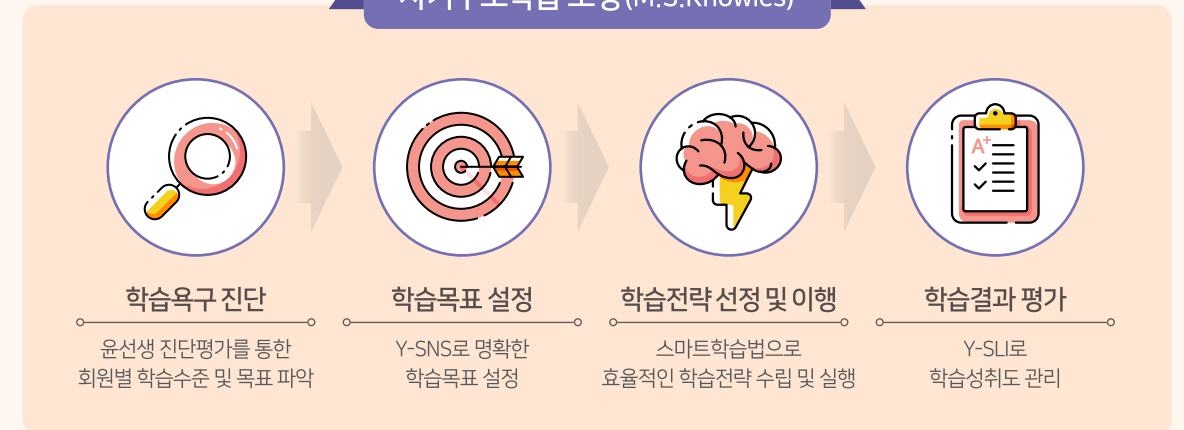 (M.S.Knowles)
A+
학습욕구 진단
윤선생 진단평가를 통한
회원별 학습수준 및 목표 파악
학습목표 설정
Y-SNS로 명확한
학습목표 설정
학습전략 선정 및 이행
스마트학습법으로
효율적인 학습전략 수립 및 실행
학습결과 평가
Y-SLI로
학습성취도 관리